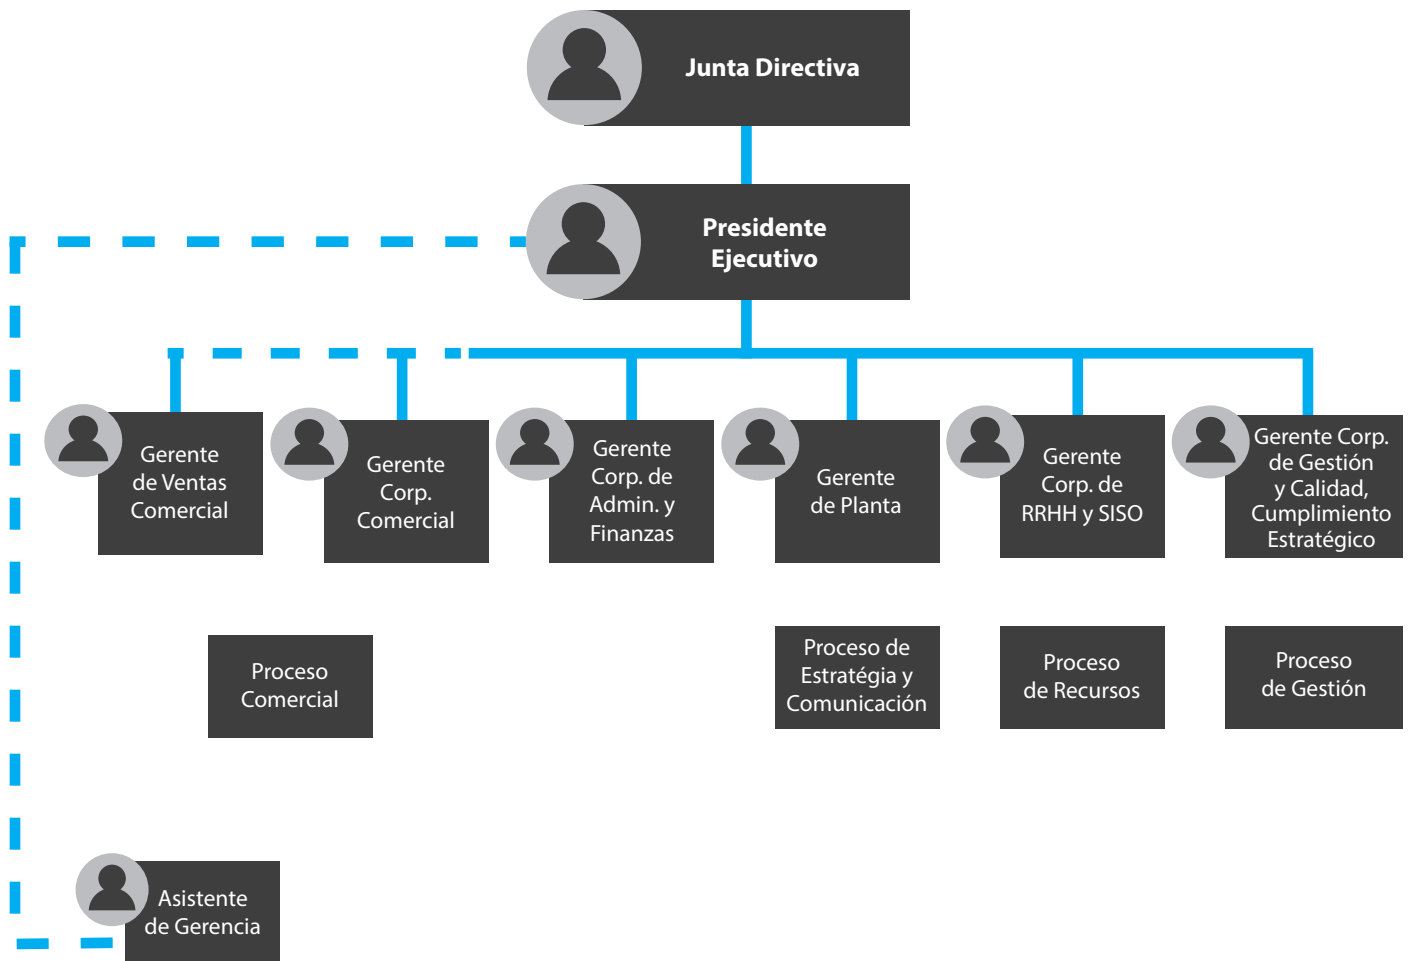 Junta Directiva
Presidente
Ejecutivo
Gerente
de Ventas
Comercial
Gerente
Corp.
Comercial
Gerente
Corp. de
Admin. y
Finanzas
Gerente
de Planta
Gerente
Corp. de
RRHH y SISO
Gerente Corp.
de Gestión
y Calidad,
Cumplimiento
Estratégico
Proceso
Comercial
Proceso de
Estratégia y
Comunicación
Proceso
de Recursos
Proceso
de Gestión
Asistente
de Gerencia